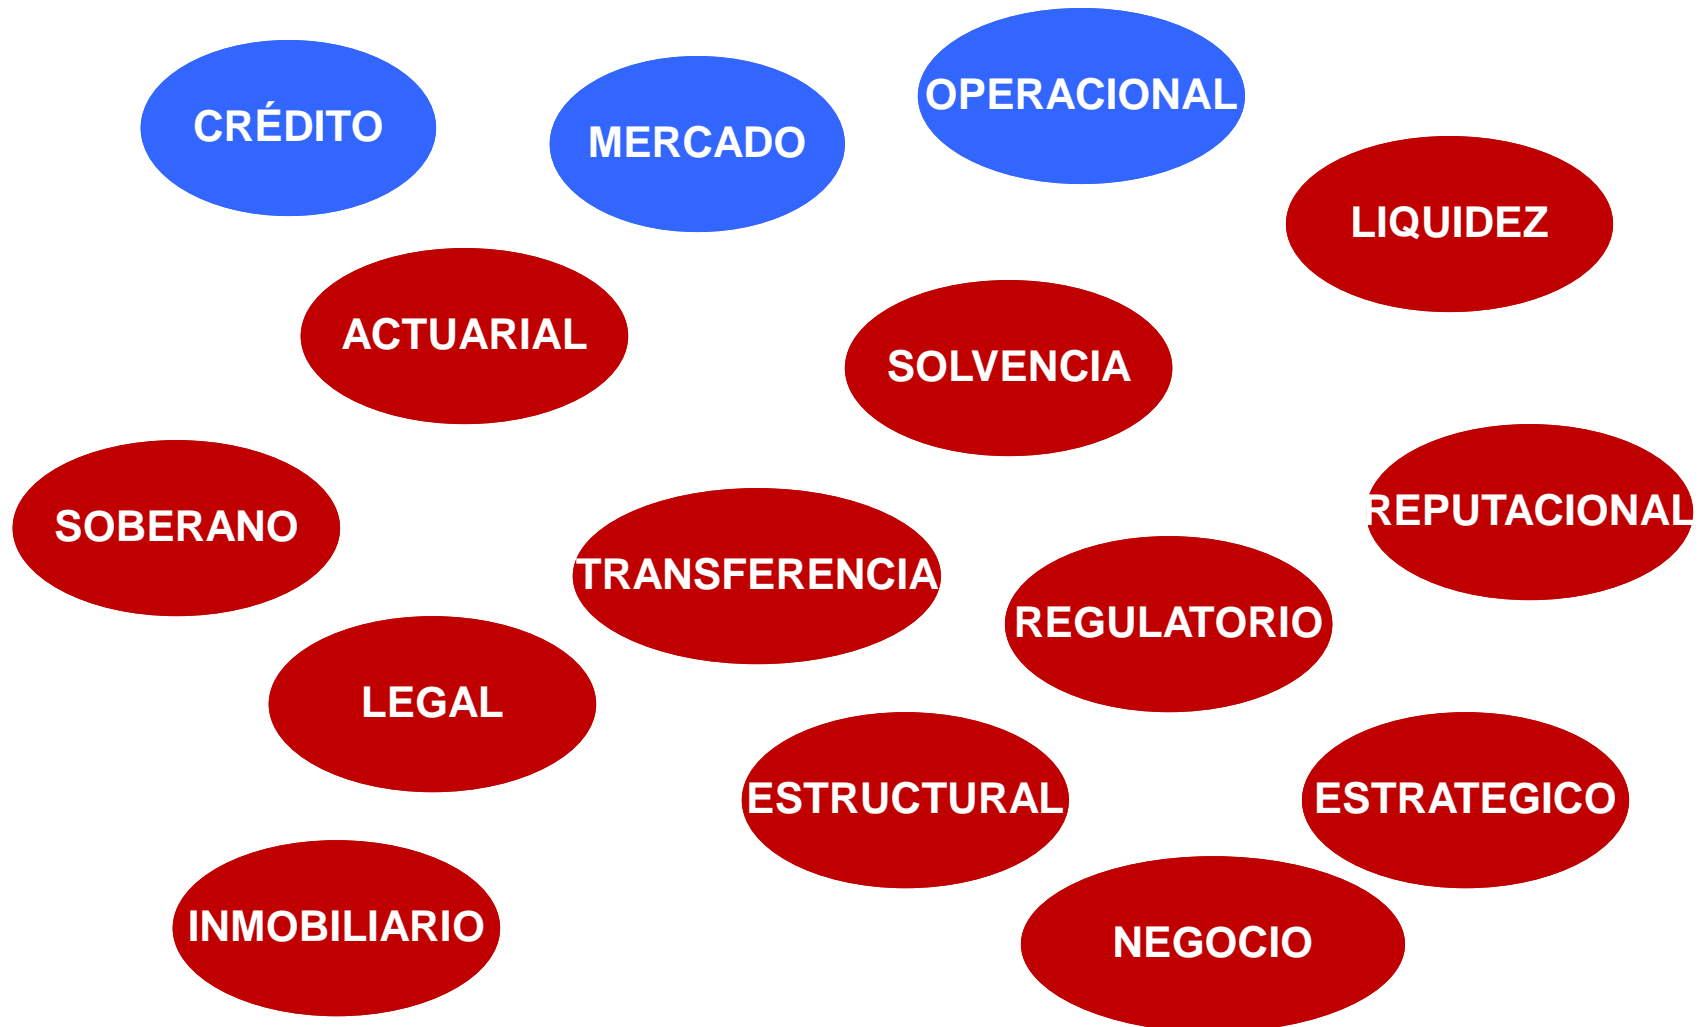 OPERACIONAL
CRÉDITO
MERCADO
LIQUIDEZ
ACTUARIAL
SOLVENCIA
REPUTACIONAL
SOBERANO
TRANSFERENCIA
REGULATORIO
LEGAL
ESTRUCTURAL
ESTRATEGICO
INMOBILIARIO
NEGOCIO